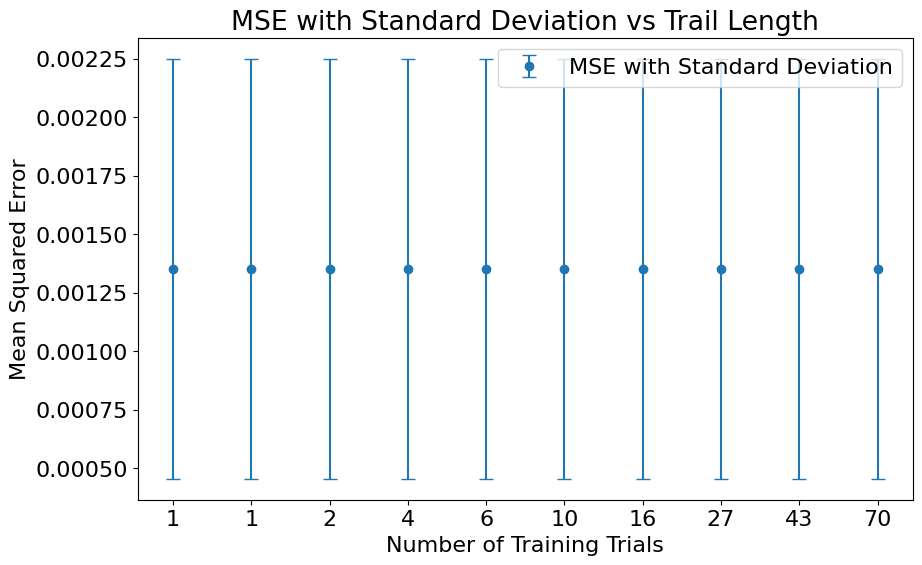 MSE with Standard Deviation vs Trail Length
MSE with Standard Deviation
Mean Squared Error
0.00225
0.00200
0.00175
0.00150
0.00125
0.00100
0.00075
0.00050
1 1 2 4 6 10 16 27 43 70
Number of Training Trials